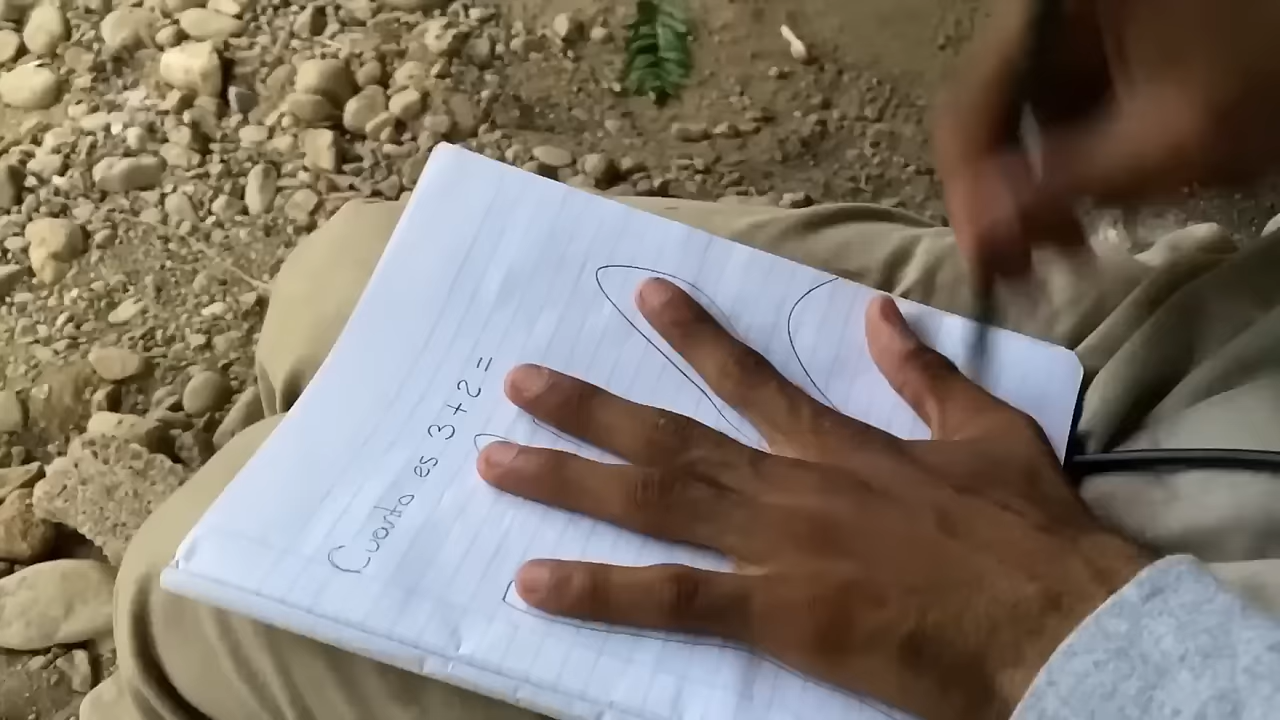 Cuanto es 3+2 =